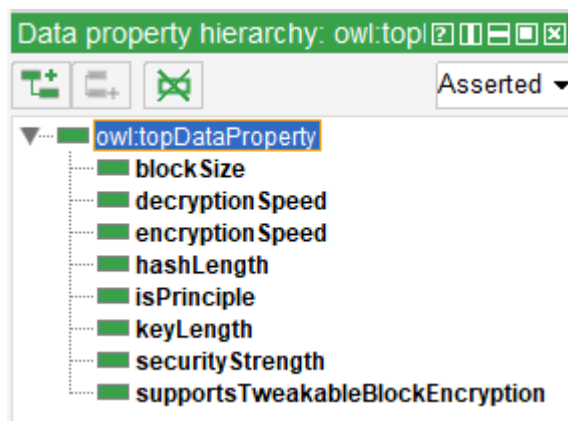 Data property hierarchy: owl:topl
Asserted
owl:topDataProperty
blockSize
decryptionSpeed
encryptionSpeed
hashLength
isPrinciple
keyLength
securityStrength
supportsTweakableBlockEncryption